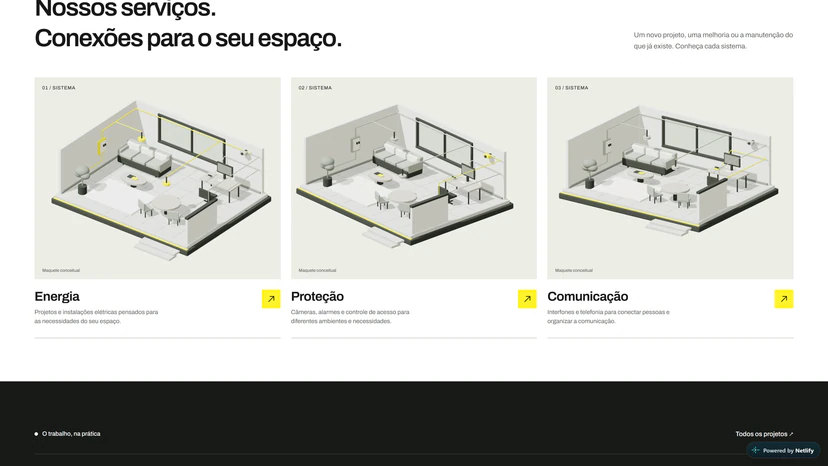 Nossos serviços.
Conexões para o seu espaço.
Um novo projeto, uma melhoria ou a manutenção do
que já existe. Conheça cada sistema.
01 / SISTEMA
02 / SISTEMA
03 / SISTEMA
Maquete conceitual
Maquete conceitual
Maquete conceitual
Energia
Proteção
Comunicação
Projetos e instalações elétricas pensados para
as necessidades do seu espaço.
Câmeras, alarmes e controle de acesso para
diferentes ambientes e necessidades.
Interfones e telefonia para conectar pessoas e
organizar a comunicação.
O trabalho, na prática
Todos os projetos ↗
Powered by Netlify